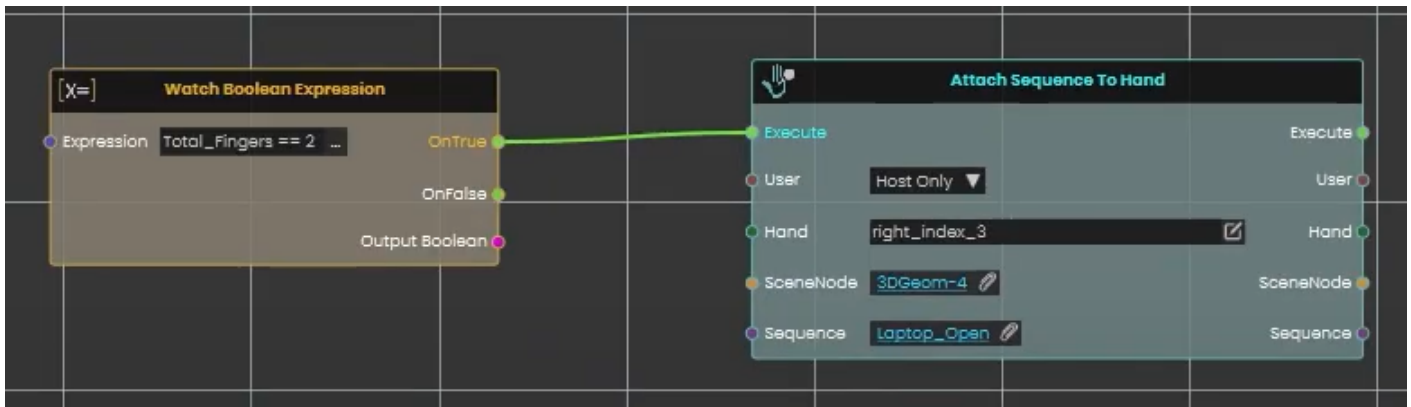 [x=] Watch Boolean Expression
Expression Total_Fingers == 2 ... OnTrue
OnFalse
Output Boolean
Attach Sequence To Hand
Execute Execute
User Host Only User
Hand right_index_3 Hand
SceneNode 3DGeom-4 SceneNode
Sequence Laptop_Open Sequence